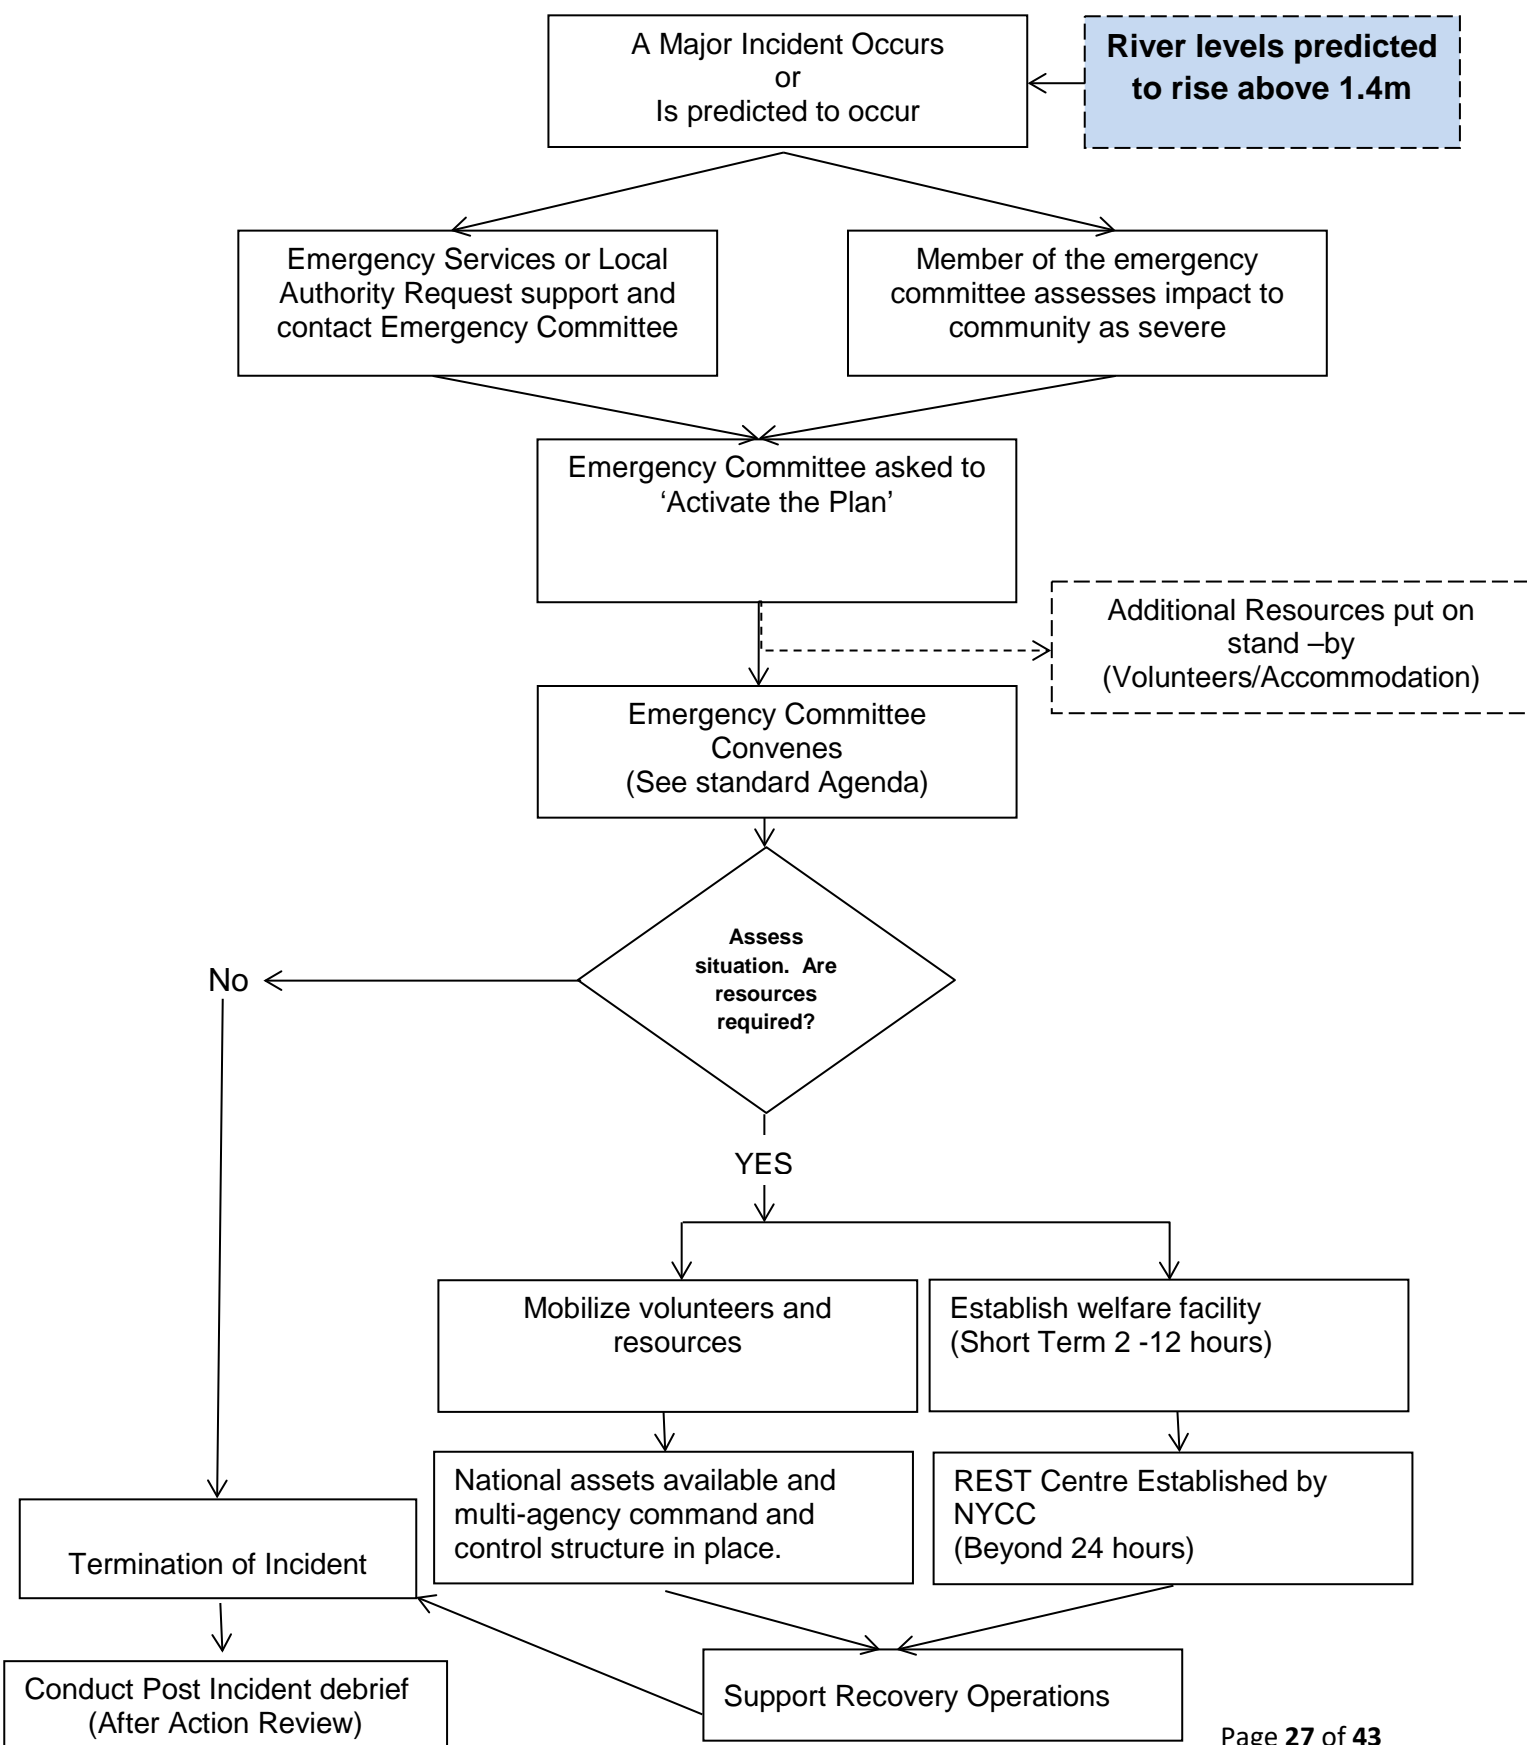 A Major Incident Occurs
or
Is predicted to occur
River levels predicted
to rise above 1.4m
Emergency Services or Local
Authority Request support and
contact Emergency Committee
Member of the emergency
committee assesses impact to
community as severe
Emergency Committee asked to
‘Activate the Plan’
Additional Resources put on
stand –by
(Volunteers/Accommodation)
Emergency Committee
Convenes
(See standard Agenda)
Assess
situation.  Are
resources
required?
No
YES
Mobilize volunteers and
resources
Establish welfare facility
(Short Term 2 -12 hours)
National assets available and
multi-agency command and
control structure in place.
REST Centre Established by
NYCC
(Beyond 24 hours)
Termination of Incident
Support Recovery Operations
Conduct Post Incident debrief
(After Action Review)
Page 27 of 43